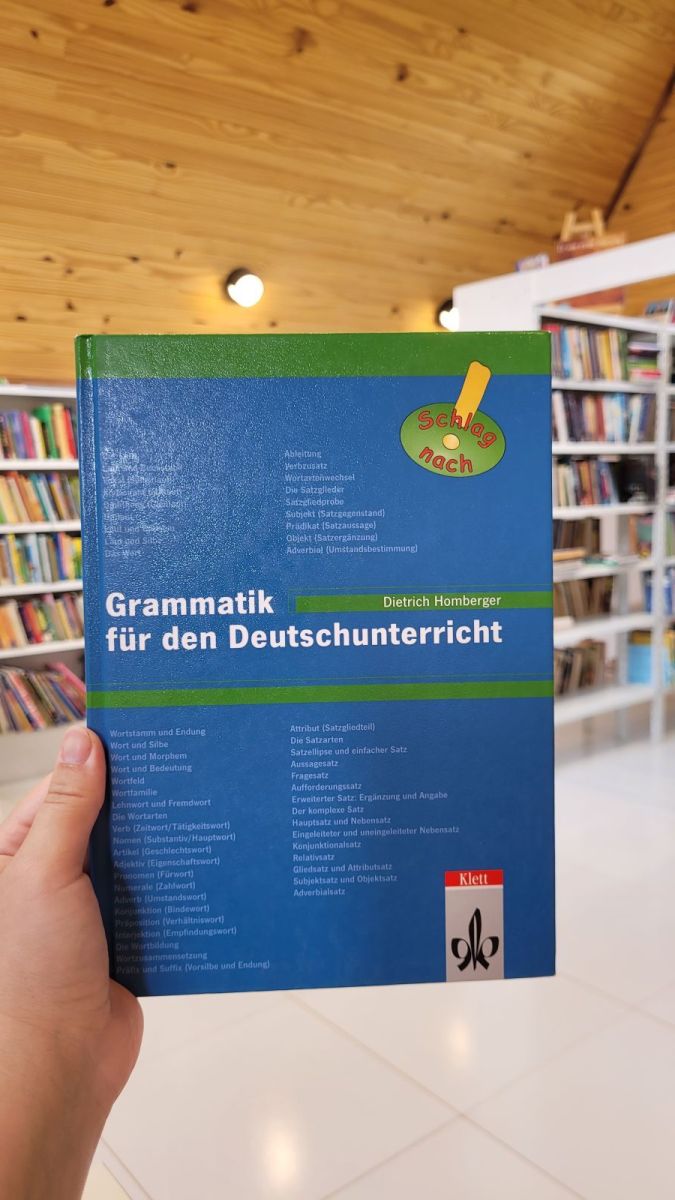 Schlag
nach
Laut und Silbe
Das Wort
Ableitung
Verbzusatz
Wortartenwechsel
Die Satzglieder
Satzgliedprobe
Subjekt (Satzgegenstand)
Prädikat (Satzaussage)
Objekt (Satzergänzung)
Adverbial (Umstandsbestimmung)
Dietrich Homberger
Grammatik
für den Deutschunterricht
Wortstamm und Endung
Wort und Silbe
Wort und Morphem
Wort und Bedeutung
Wortfeld
Wortfamilie
Lehnwort und Fremdwort
Die Wortarten
Verb (Zeitwort/Tätigkeitswort)
Nomen (Substantiv/Hauptwort)
Artikel (Geschlechtswort)
Adjektiv (Eigenschaftswort)
Pronomen (Fürwort)
Numerale (Zahlwort)
Adverb (Umstandswort)
Konjunktion (Bindewort)
Präposition (Verhältniswort)
Interjektion (Empfindungswort)
Die Wortbildung
Wortzusammensetzung
Präfix und Suffix (Vorsilbe und Endung)
Attribut (Satzgliedteil)
Die Satzarten
Satzellipse und einfacher Satz
Aussagesatz
Fragesatz
Aufforderungssatz
Erweiterter Satz: Ergänzung und Angabe
Der komplexe Satz
Hauptsatz und Nebensatz
Eingeleiteter und uneingeleiteter Nebensatz
Konjunktionalsatz
Relativsatz
Gliedsatz und Attributsatz
Subjektsatz und Objektsatz
Adverbialsatz
Klett